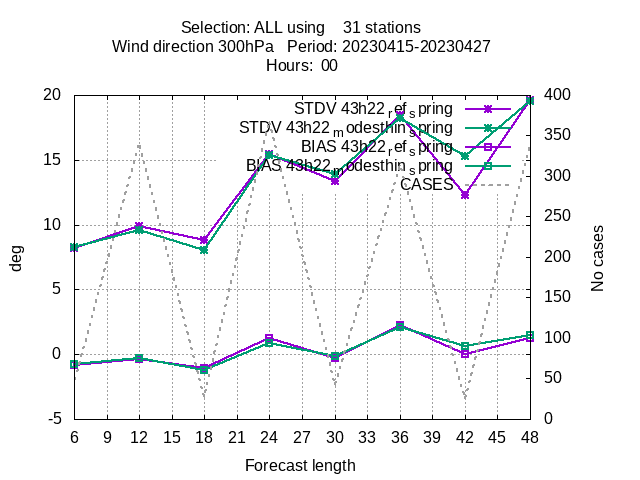 Selection: ALL using    31 stations
Wind direction 300hPa   Period: 20230415-20230427
Hours:  00
STDV 43h22_ref_spring
STDV 43h22_modesthin_spring
BIAS 43h22_ref_spring
BIAS 43h22_modesthin_spring
CASES
20
15
10
5
0
-5
deg
400
350
300
250
200
150
100
50
0
No cases
6 9 12 15 18 21 24 27 30 33 36 39 42 45 48
Forecast length